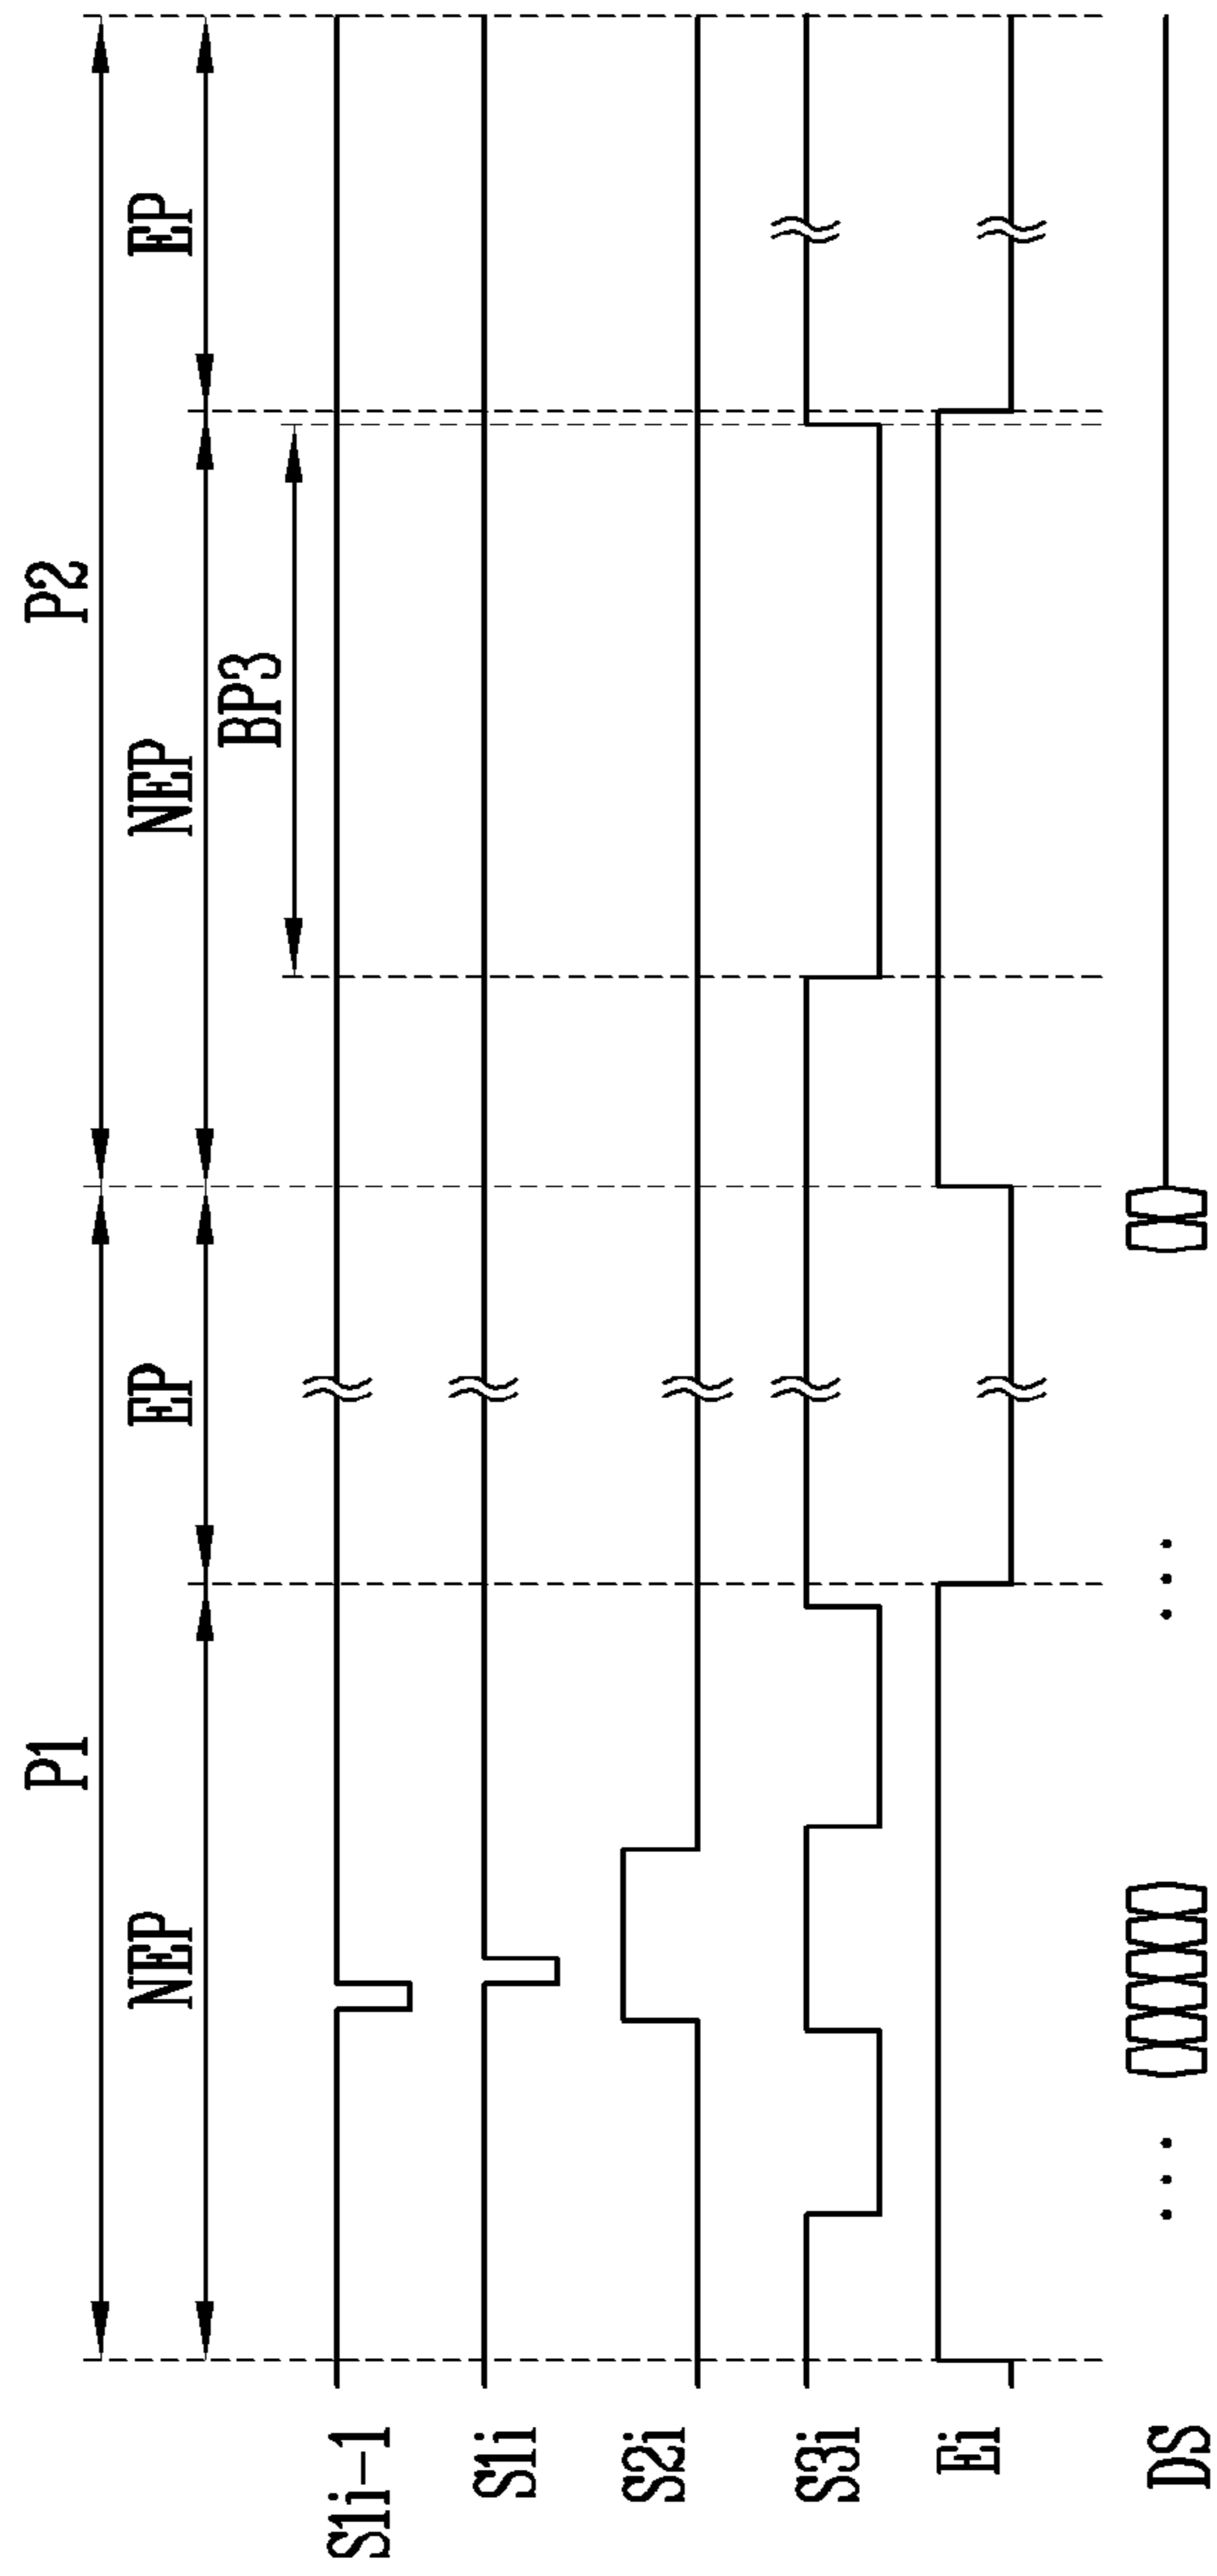 P1 P2
NEP EP NEP EP
BP3
S1i-1
S1i
S2i
S3i
Ei
DS